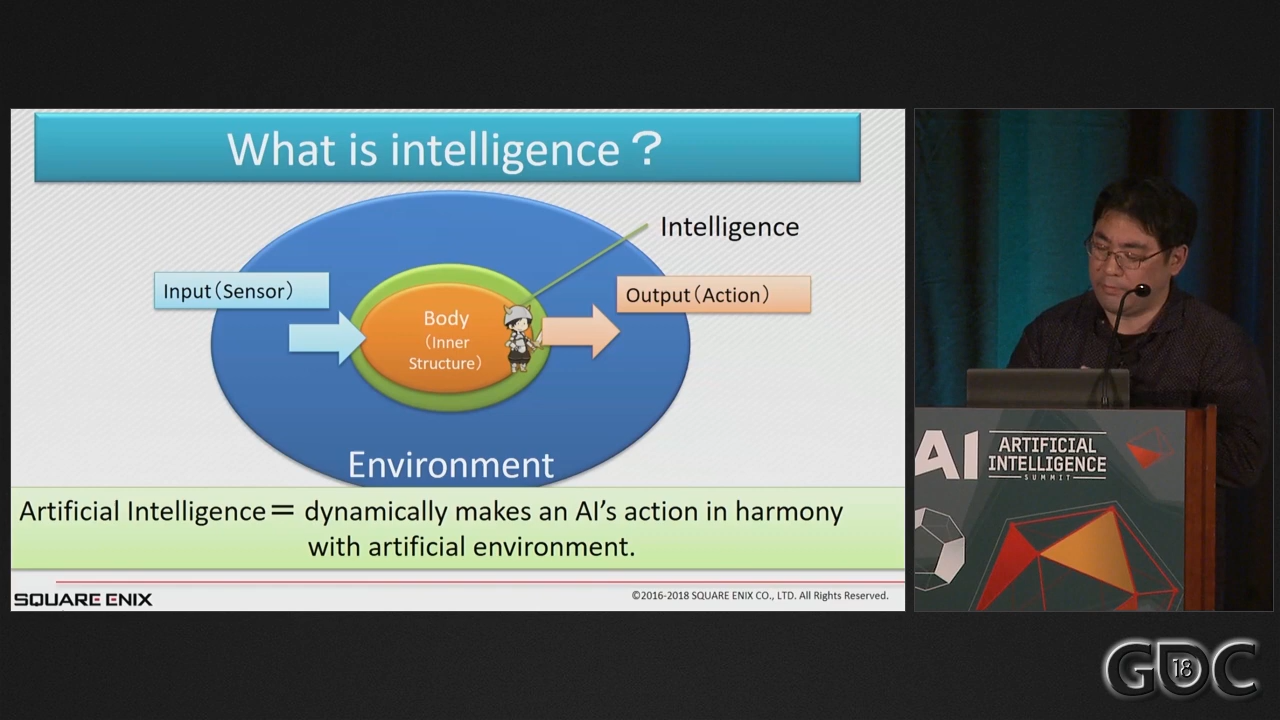 What is intelligence？
Intelligence
Input（Sensor）
Output（Action）
Body
（Inner
Structure）
Environment
Artificial Intelligence＝ dynamically makes an AI's action in harmony
with artificial environment.
SQUARE ENIX
©2016-2018 SQUARE ENIX CO., LTD. All Rights Reserved.
AI
ARTIFICIAL
INTELLIGENCE
SUMMIT
GDC
18